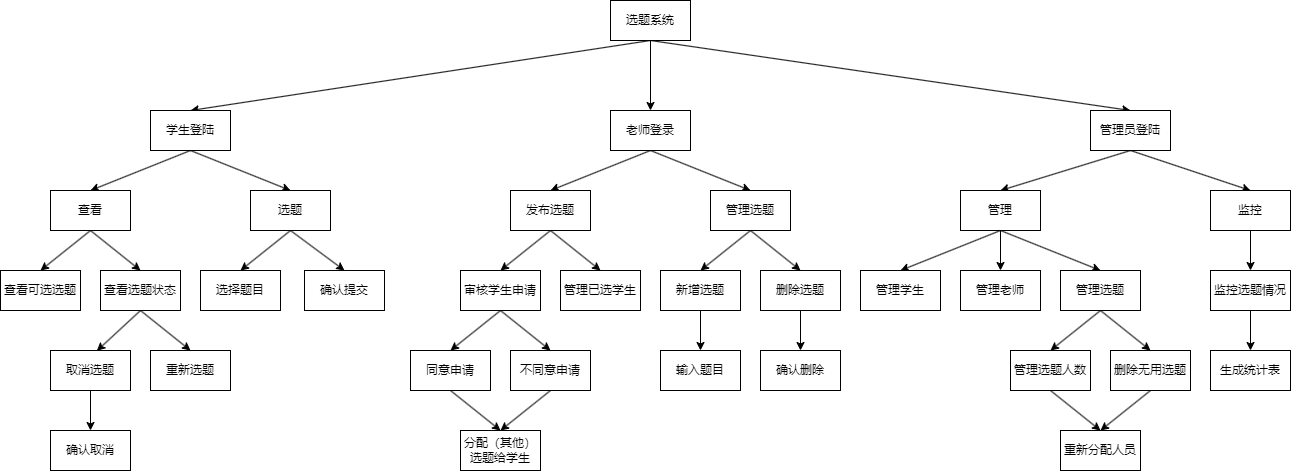 选题系统
学生登陆
老师登录
管理员登陆
查看
选题
发布选题
管理选题
管理
监控
查看可选选题
查看选题状态
选择题目
确认提交
审核学生申请
管理已选学生
新增选题
删除选题
管理学生
管理老师
管理选题
监控选题情况
取消选题
重新选题
同意申请
不同意申请
输入题目
确认删除
管理选题人数
删除无用选题
生成统计表
确认取消
分配（其他）
选题给学生
重新分配人员